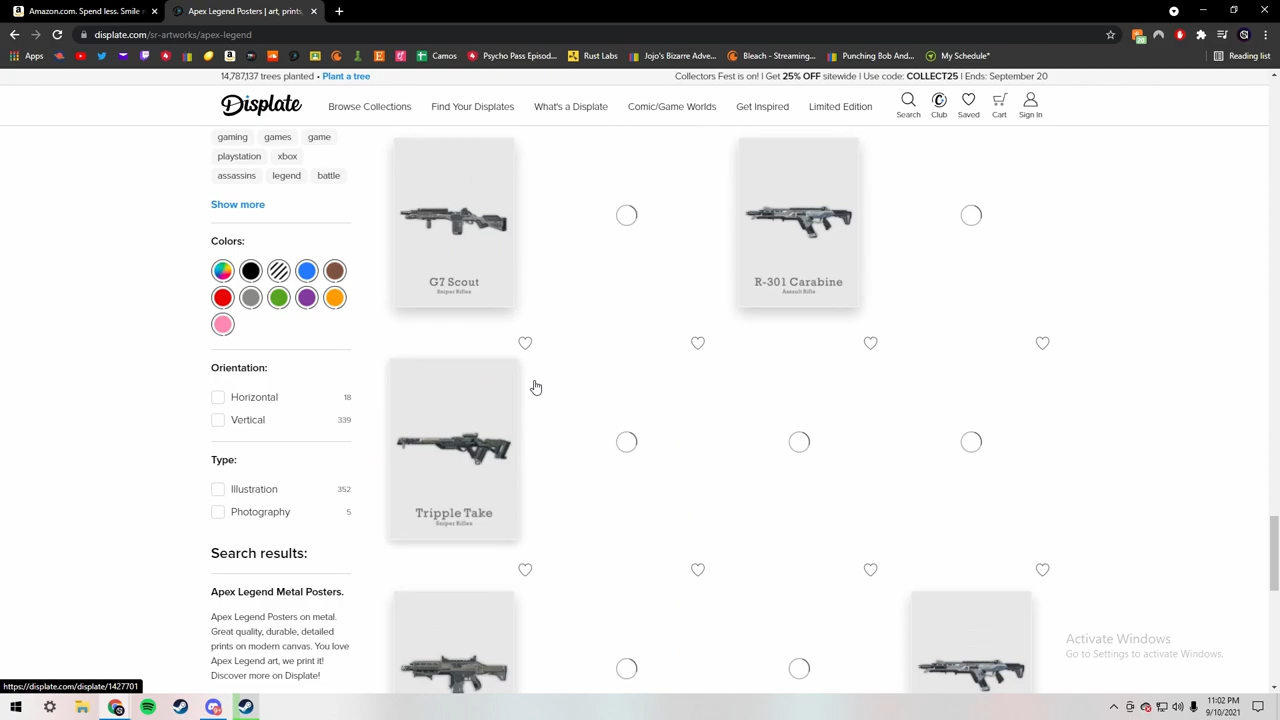 Amazon.com. Spend less. Smile
Apex Legends Metal Art, prints,
displate.com/sr-artworks/apex-legend
Apps
Camos
Psycho Pass Episod...
Rust Labs
Jojo's Bizarre Adve...
Bleach - Streaming...
Punching Bob And...
My Schedule*
Reading list
14,787,137 trees planted • Plant a tree
Collectors Fest is on! | Get 25% OFF sitewide | Use code: COLLECT25 | Ends: September 20
Displate
Browse Collections
Find Your Displates
What's a Displate
Comic/Game Worlds
Get Inspired
Limited Edition
Search
Club
Saved
Cart
Sign In
gaming
games
game
playstation
xbox
assassins
legend
battle
Show more
Colors:
Orientation:
Horizontal 18
Vertical 339
Type:
Illustration 352
Photography 5
Search results:
Apex Legend Metal Posters.
Apex Legend Posters on metal.
Great quality, durable, detailed
prints on modern canvas. You love
Apex Legend art, we print it!
Discover more on Displate!
G7 Scout
Sniper Rifles
R-301 Carabine
Assault Rifle
Tripple Take
Sniper Rifles
Activate Windows
Go to Settings to activate Windows.
https://displate.com/displate/1427701
11:02 PM
9/10/2021